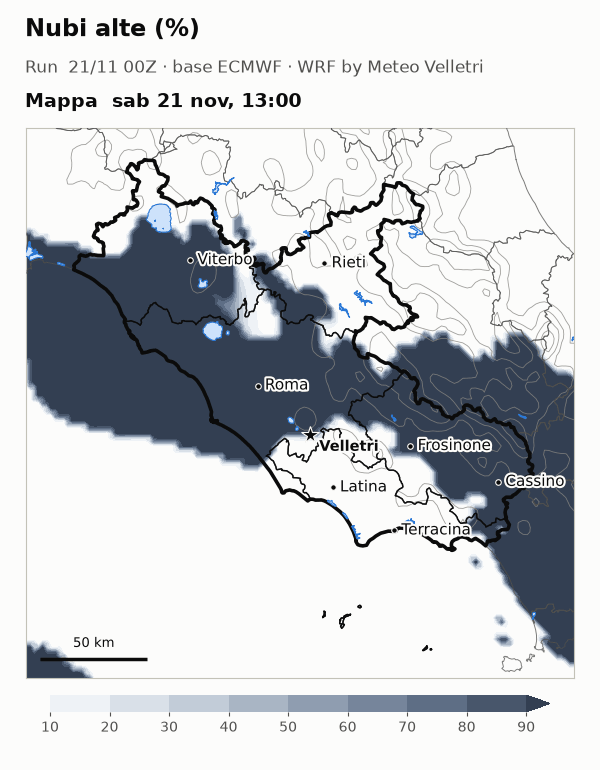 Nubi alte (%)
Run 21/11 00Z · base ECMWF · WRF by Meteo Velletri
Mappa sab 21 nov, 13:00
Viterbo
Rieti
Roma
Velletri
Frosinone
Cassino
Latina
Terracina
50 km
10 20 30 40 50 60 70 80 90